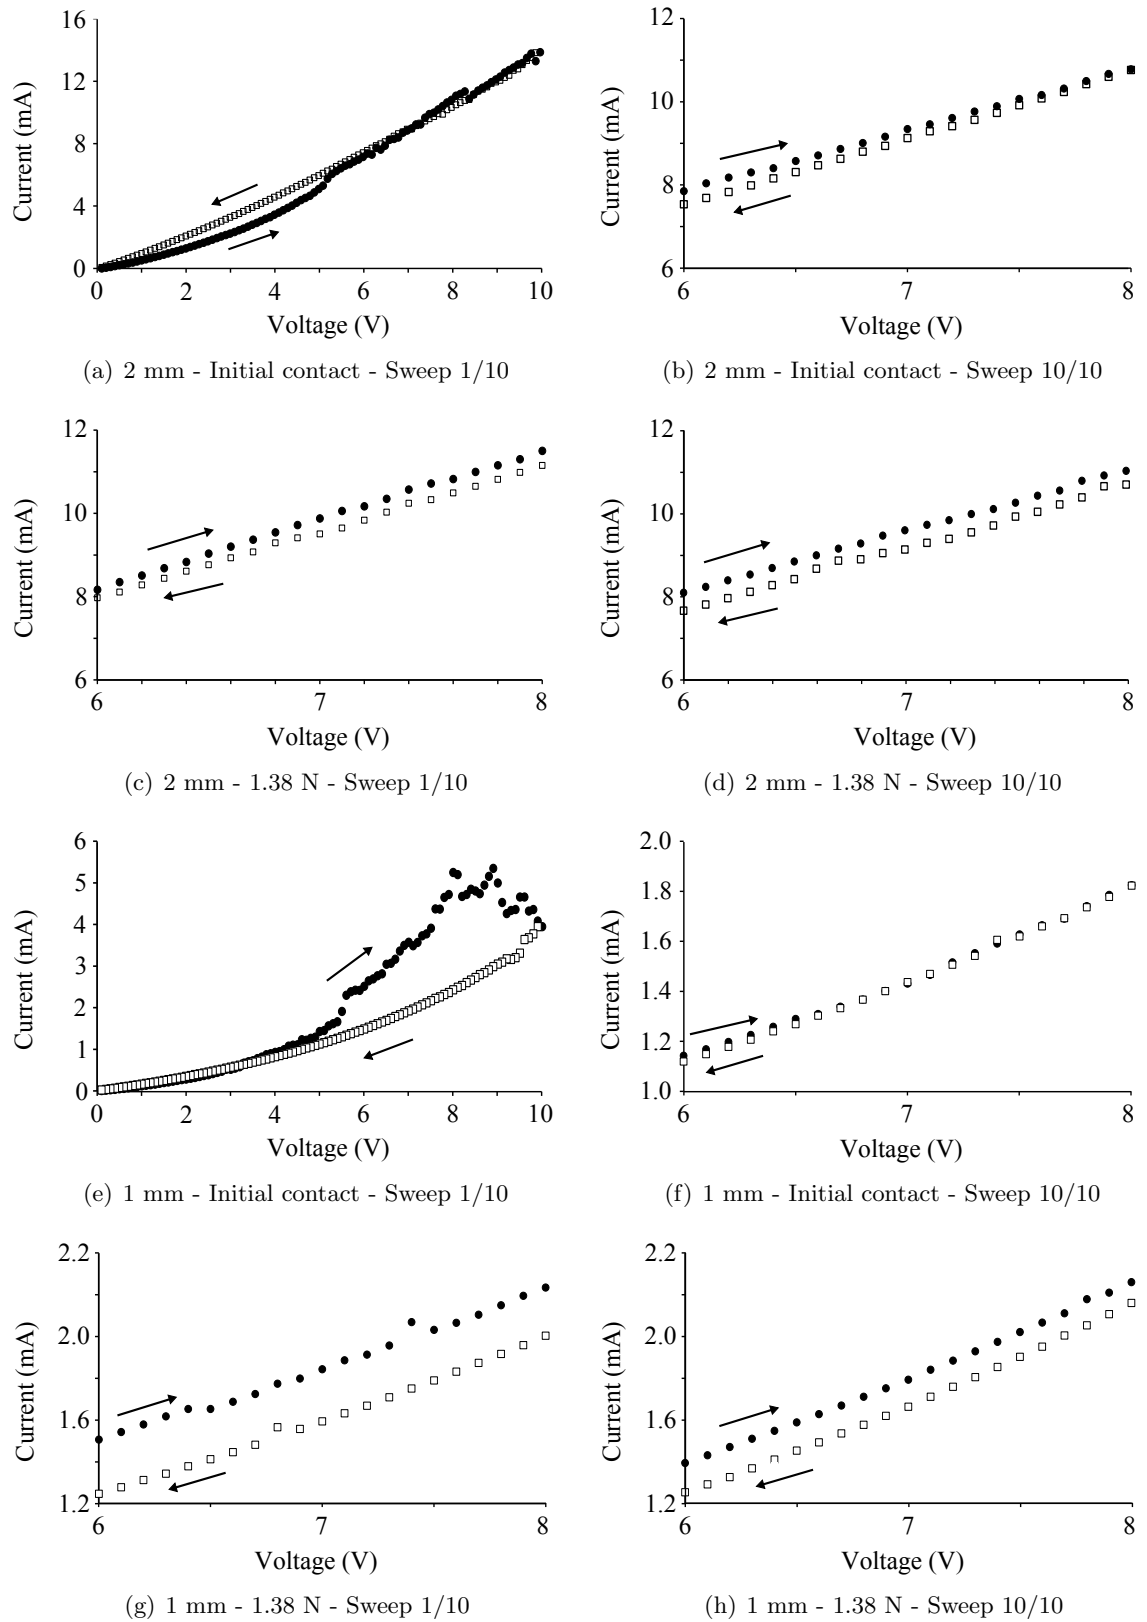 16
12
8
4
0
Current (mA)
0 2 4 6 8 10
Voltage (V)
(a) 2 mm - Initial contact - Sweep 1/10
12
10
8
6
Current (mA)
6 7 8
Voltage (V)
(b) 2 mm - Initial contact - Sweep 10/10
12
10
8
6
Current (mA)
6 7 8
Voltage (V)
(c) 2 mm - 1.38 N - Sweep 1/10
12
10
8
6
Current (mA)
6 7 8
Voltage (V)
(d) 2 mm - 1.38 N - Sweep 10/10
6
5
4
3
2
1
0
Current (mA)
0 2 4 6 8 10
Voltage (V)
(e) 1 mm - Initial contact - Sweep 1/10
2.0
1.8
1.6
1.4
1.2
1.0
Current (mA)
6 7 8
Voltage (V)
(f) 1 mm - Initial contact - Sweep 10/10
2.2
2.0
1.6
1.2
Current (mA)
6 7 8
Voltage (V)
(g) 1 mm - 1.38 N - Sweep 1/10
2.2
2.0
1.6
1.2
Current (mA)
6 7 8
Voltage (V)
(h) 1 mm - 1.38 N - Sweep 10/10